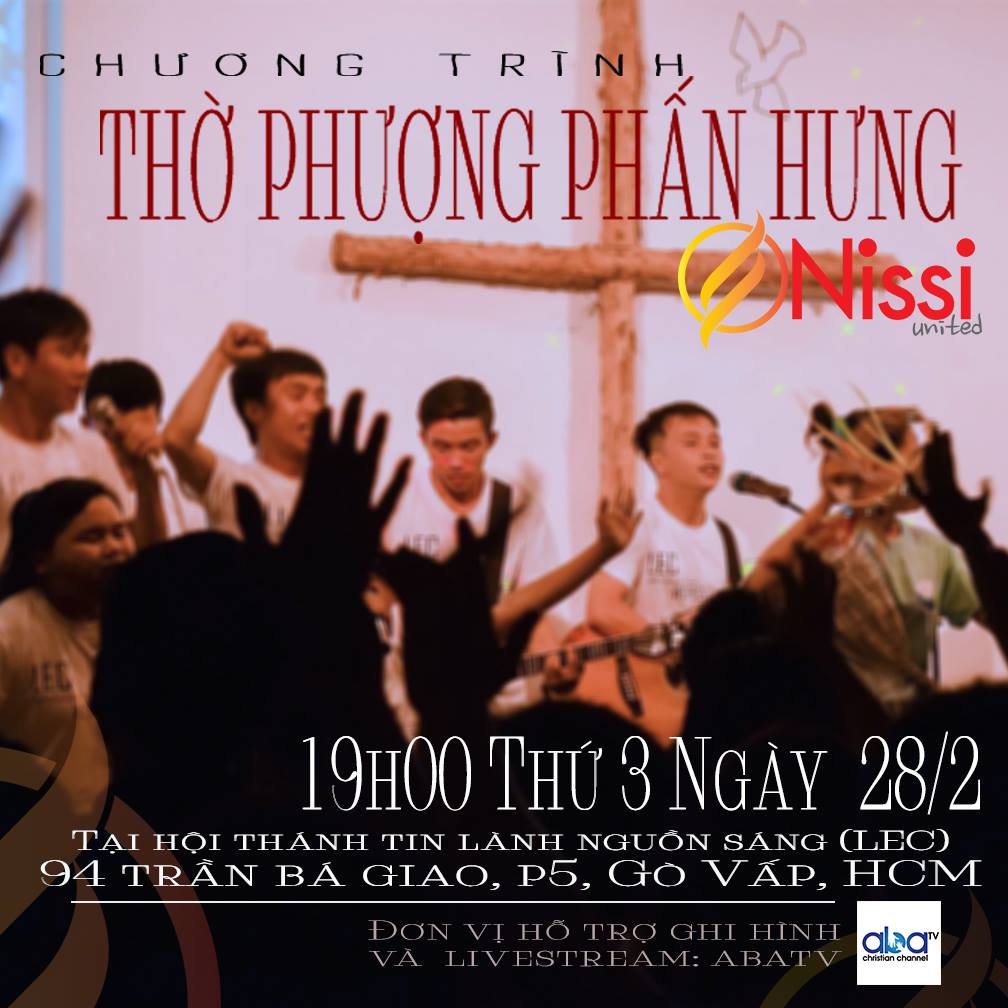 CHƯƠNG TRÌNH
THỜ PHƯỢNG PHẤN HƯNG
Nissi
united
LEC
LEC
19H00 THỨ 3 NGÀY 28/2
TẠI HỘI THÁNH TIN LÀNH NGUỒN SÁNG (LEC)
94 TRẦN BÁ GIAO, P5, GÒ VẤP, HCM
ĐƠN VỊ HỖ TRỢ GHI HÌNH
VÀ LIVESTREAM: ABATV
aba TV
christian channel